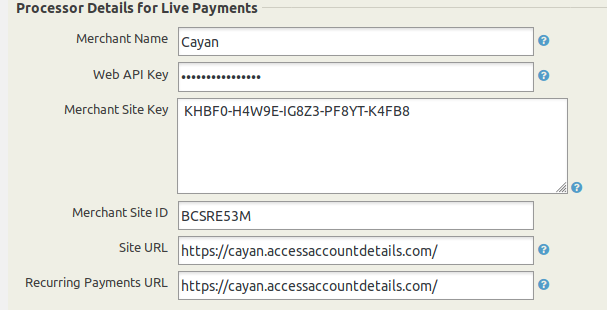 Processor Details for Live Payments
Merchant Name Cayan
Web API Key ••••••••••••••••
Merchant Site Key KHBF0-H4W9E-IG8Z3-PF8YT-K4FB8
Merchant Site ID BCSRE53M
Site URL https://cayan.accessaccountdetails.com/
Recurring Payments URL https://cayan.accessaccountdetails.com/